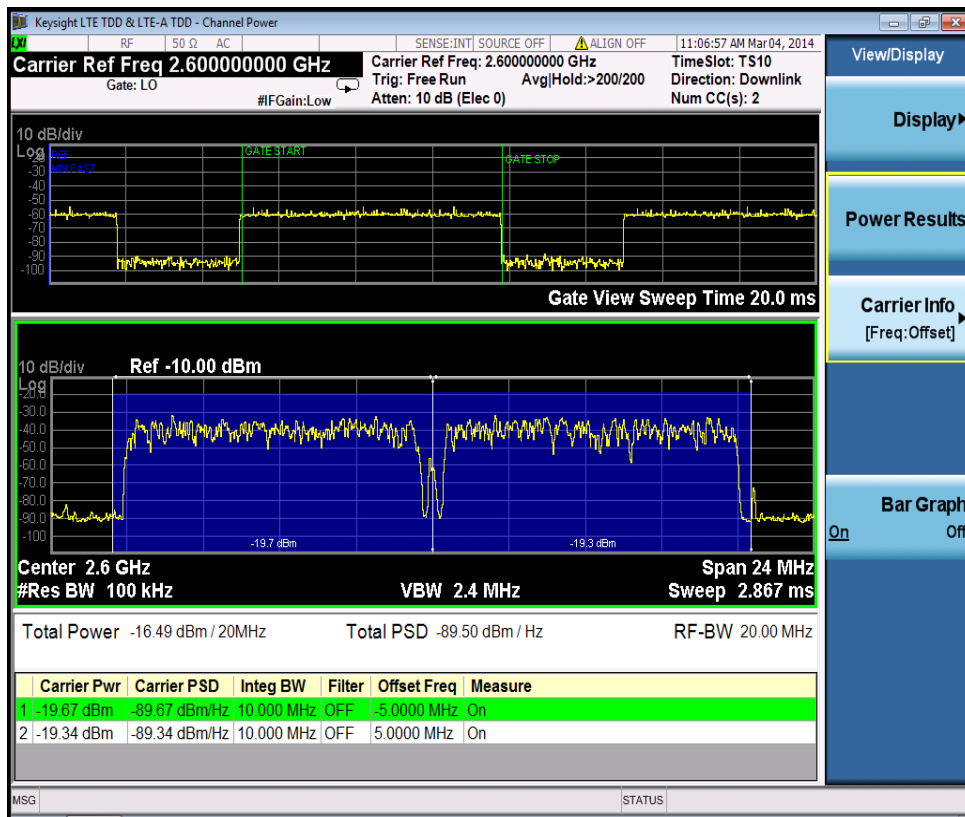 Keysight LTE TDD & LTE-A TDD - Channel Power
LXI RF 50 Ω AC SENSE:INT SOURCE OFF ALIGN OFF 11:06:57 AM Mar 04, 2014
Carrier Ref Freq 2.600000000 GHz
Gate: LO
#IFGain:Low
Carrier Ref Freq: 2.600000000 GHz
Trig: Free Run Avg|Hold:>200/200
Atten: 10 dB (Elec 0)
TimeSlot: TS10
Direction: Downlink
Num CC(s): 2
View/Display
Display
Power Results
Carrier Info
[Freq:Offset]
Bar Graph
On Off
10 dB/div
Log
-20
-30
-40
-50
-60
-70
-80
-90
-100
REF
MIN FAST
GATE START
GATE STOP
Gate View Sweep Time 20.0 ms
10 dB/div Ref -10.00 dBm
Log
-20.0
-30.0
-40.0
-50.0
-60.0
-70.0
-80.0
-90.0
-100
-19.7 dBm
-19.3 dBm
Center 2.6 GHz Span 24 MHz
#Res BW 100 kHz VBW 2.4 MHz Sweep 2.867 ms
Total Power -16.49 dBm / 20MHz Total PSD -89.50 dBm / Hz RF-BW 20.00 MHz
Carrier Pwr Carrier PSD Integ BW Filter Offset Freq Measure
1 -19.67 dBm -89.67 dBm/Hz 10.000 MHz OFF -5.0000 MHz On
2 -19.34 dBm -89.34 dBm/Hz 10.000 MHz OFF 5.0000 MHz On
MSG STATUS